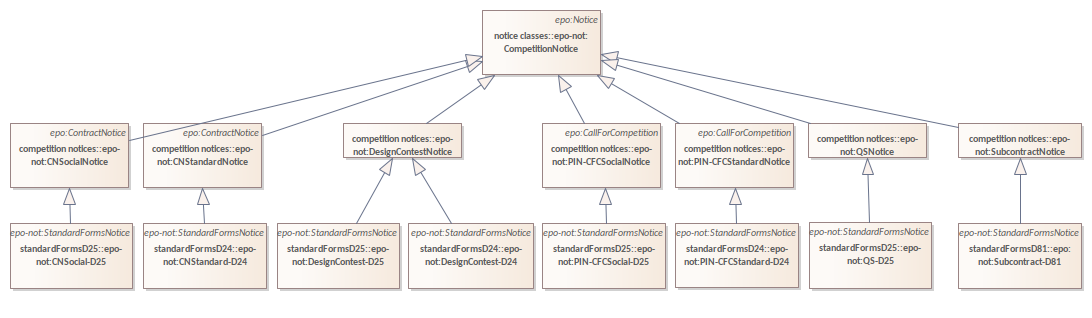 epo:Notice
notice classes::epo-not:
CompetitionNotice
epo:ContractNotice
competition notices::epo-
not:CNSocialNotice
epo:ContractNotice
competition notices::epo-
not:CNStandardNotice
competition notices::epo-
not:DesignContestNotice
epo:CallForCompetition
competition notices::epo-
not:PIN-CFCSocialNotice
epo:CallForCompetition
competition notices::epo-
not:PIN-CFCStandardNotice
competition notices::epo-
not:QSNotice
competition notices::epo-
not:SubcontractNotice
epo-not:StandardFormsNotice
standardFormsD25::epo-
not:CNSocial-D25
epo-not:StandardFormsNotice
standardFormsD24::epo-
not:CNStandard-D24
epo-not:StandardFormsNotice
standardFormsD25::epo-
not:DesignContest-D25
epo-not:StandardFormsNotice
standardFormsD24::epo-
not:DesignContest-D24
epo-not:StandardFormsNotice
standardFormsD25::epo-
not:PIN-CFCSocial-D25
epo-not:StandardFormsNotice
standardFormsD24::epo-
not:PIN-CFCStandard-D24
epo-not:StandardFormsNotice
standardFormsD25::epo-
not:QS-D25
epo-not:StandardFormsNotice
standardFormsD81::epo:
not:Subcontract-D81